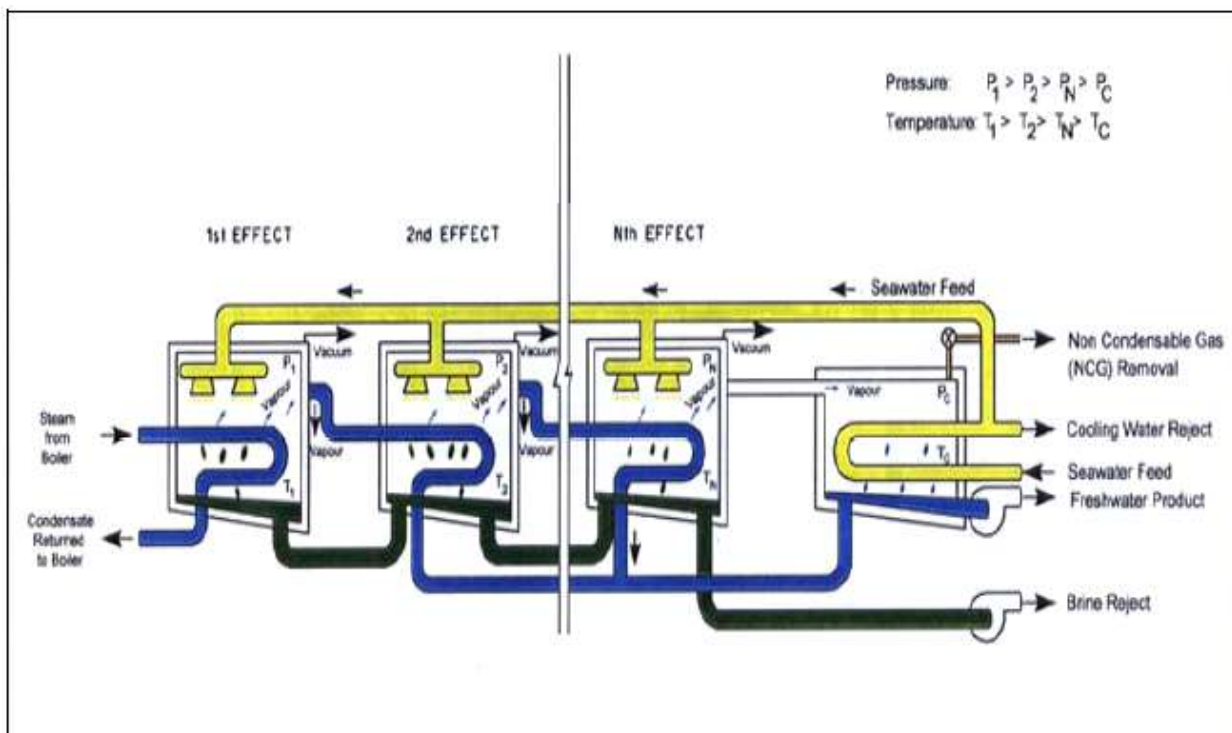 Pressure: P1 > P2 > PN > PC
Temperature: T1 > T2 > TN > TC
1st EFFECT
2nd EFFECT
Nth EFFECT
Seawater Feed
Vacuum
Vacuum
Vacuum
Non Condensable Gas
(NCG) Removal
P1
P2
PN
PC
Vapour
Vapour
Vapour
Vapour
Steam
from
Boiler
Vapour
Vapour
Cooling Water Reject
TC
Seawater Feed
T1
T2
TN
Freshwater Product
Condensate
Returned
to Boiler
Brine Reject